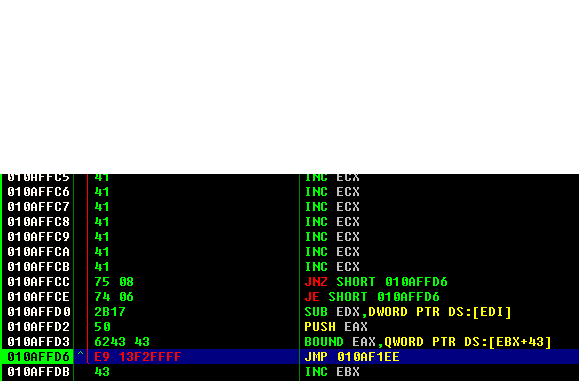 010AFFC5 41 INC ECX
010AFFC6 41 INC ECX
010AFFC7 41 INC ECX
010AFFC8 41 INC ECX
010AFFC9 41 INC ECX
010AFFCA 41 INC ECX
010AFFCB 41 INC ECX
010AFFCC 75 08 JNZ SHORT 010AFFD6
010AFFCE 74 06 JE SHORT 010AFFD6
010AFFD0 2B17 SUB EDX,DWORD PTR DS:[EDI]
010AFFD2 50 PUSH EAX
010AFFD3 6243 43 BOUND EAX,QWORD PTR DS:[EBX+43]
010AFFD6 ^ E9 13F2FFFF JMP 010AF1EE
010AFFDB 43 INC EBX